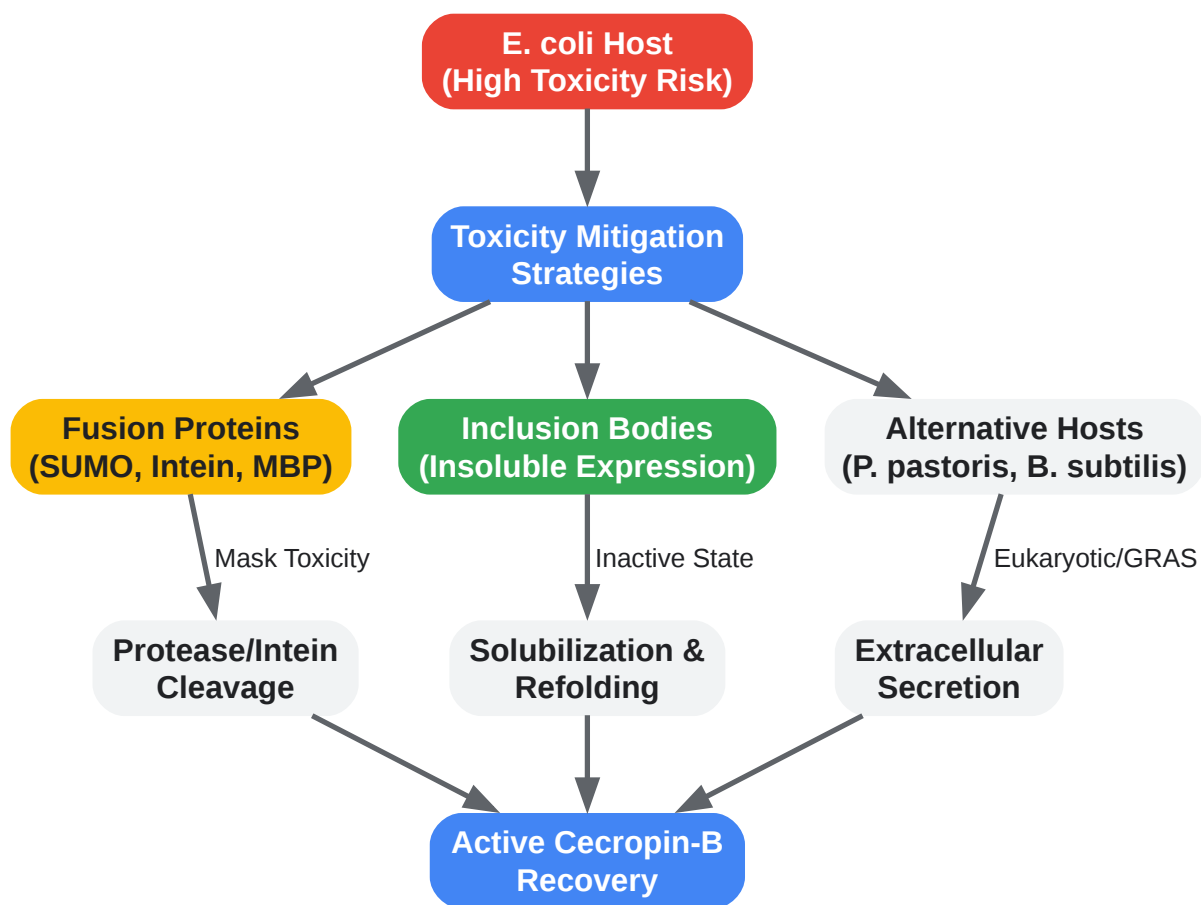 E. coli Host
(High Toxicity Risk)
Toxicity Mitigation
Strategies
Fusion Proteins
(SUMO, Intein, MBP)
Inclusion Bodies
(Insoluble Expression)
Alternative Hosts
(P. pastoris, B. subtilis)
Mask Toxicity
Inactive State
Eukaryotic/GRAS
Protease/Intein
Cleavage
Solubilization &
Refolding
Extracellular
Secretion
Active Cecropin-B
Recovery